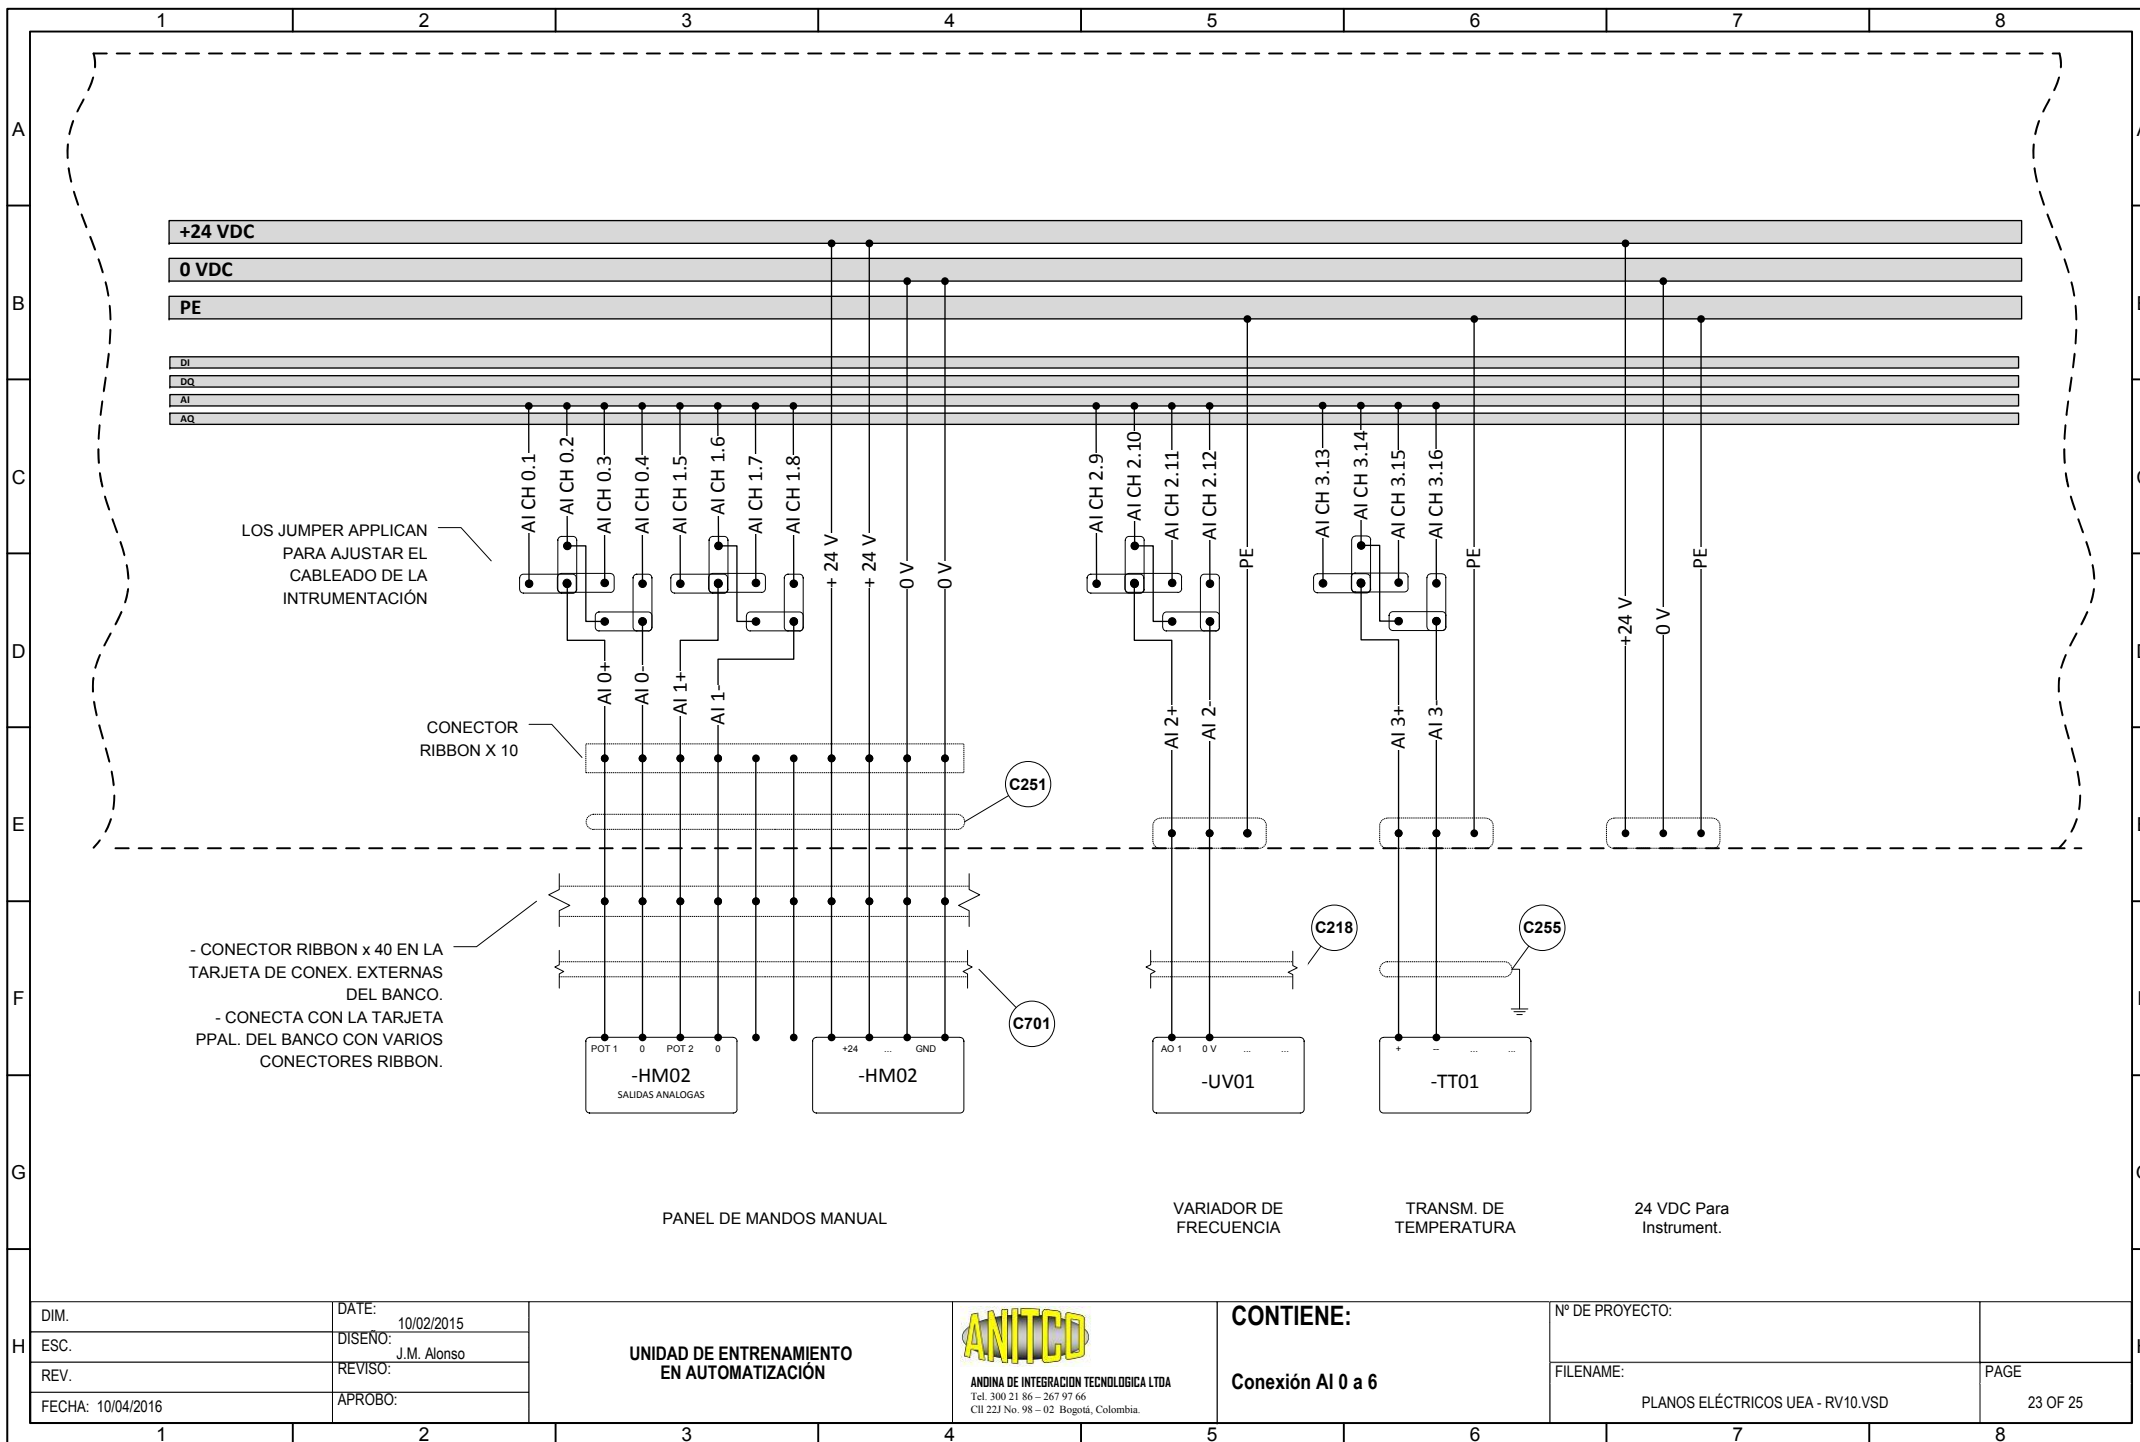 1 2 3 4 5 6 7 8
A
B
C
D
E
F
G
H
+24 VDC
0 VDC
PE
DI
DQ
AI
AQ
AI CH 0.1
AI CH 0.2
AI CH 0.3
AI CH 0.4
AI CH 1.5
AI CH 1.6
AI CH 1.7
AI CH 1.8
+ 24 V
+ 24 V
0 V
0 V
AI CH 2.9
AI CH 2.10
AI CH 2.11
AI CH 2.12
PE
AI CH 3.13
AI CH 3.14
AI CH 3.15
AI CH 3.16
PE
+24 V
0 V
PE
LOS JUMPER APPLICAN
PARA AJUSTAR EL
CABLEADO DE LA
INTRUMENTACIÓN
AI 0+
AI 0-
AI 1+
AI 1-
AI 2+
AI 2-
AI 3+
AI 3-
CONECTOR
RIBBON X 10
C251
- CONECTOR RIBBON x 40 EN LA
TARJETA DE CONEX. EXTERNAS
DEL BANCO.
- CONECTA CON LA TARJETA
PPAL. DEL BANCO CON VARIOS
CONECTORES RIBBON.
C701
C218
C255
POT 1 0 POT 2 0
-HM02
SALIDAS ANALOGAS
+24 ... GND
-HM02
AO 1 0 V ... ...
-UV01
+ – ... ...
-TT01
PANEL DE MANDOS MANUAL
VARIADOR DE
FRECUENCIA
TRANSM. DE
TEMPERATURA
24 VDC Para
Instrument.
DIM.
ESC.
REV.
FECHA: 10/04/2016
DATE:
10/02/2015
DISEÑO:
J.M. Alonso
REVISO:
APROBO:
UNIDAD DE ENTRENAMIENTO
EN AUTOMATIZACIÓN
ANITCO
ANDINA DE INTEGRACION TECNOLOGICA LTDA
Tel. 300 21 86 – 267 97 66
Cll 22J No. 98 – 02 Bogotá, Colombia.
CONTIENE:
Conexión AI 0 a 6
Nº DE PROYECTO:
FILENAME:
PLANOS ELÉCTRICOS UEA - RV10.VSD
PAGE
23 OF 25
1 2 3 4 5 6 7 8